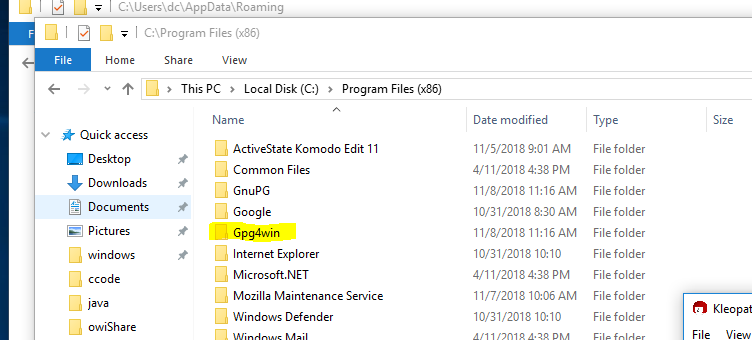 C:\Users\dc\AppData\Roaming
C:\Program Files (x86)
File Home Share View
This PC Local Disk (C:) Program Files (x86)
Name Date modified Type Size
Quick access
Desktop
Downloads
Documents
Pictures
windows
ccode
java
owiShare
ActiveState Komodo Edit 11 11/5/2018 9:01 AM File folder
Common Files 4/11/2018 4:38 PM File folder
GnuPG 11/8/2018 11:16 AM File folder
Google 10/31/2018 8:30 AM File folder
Gpg4win 11/8/2018 11:16 AM File folder
Internet Explorer 10/31/2018 10:10 File folder
Microsoft.NET 4/11/2018 4:38 PM File folder
Mozilla Maintenance Service 11/7/2018 10:06 AM File folder
Windows Defender 10/31/2018 10:10 File folder
Windows Mail 4/11/2018 4:38 PM File folder
Kleopat
File View